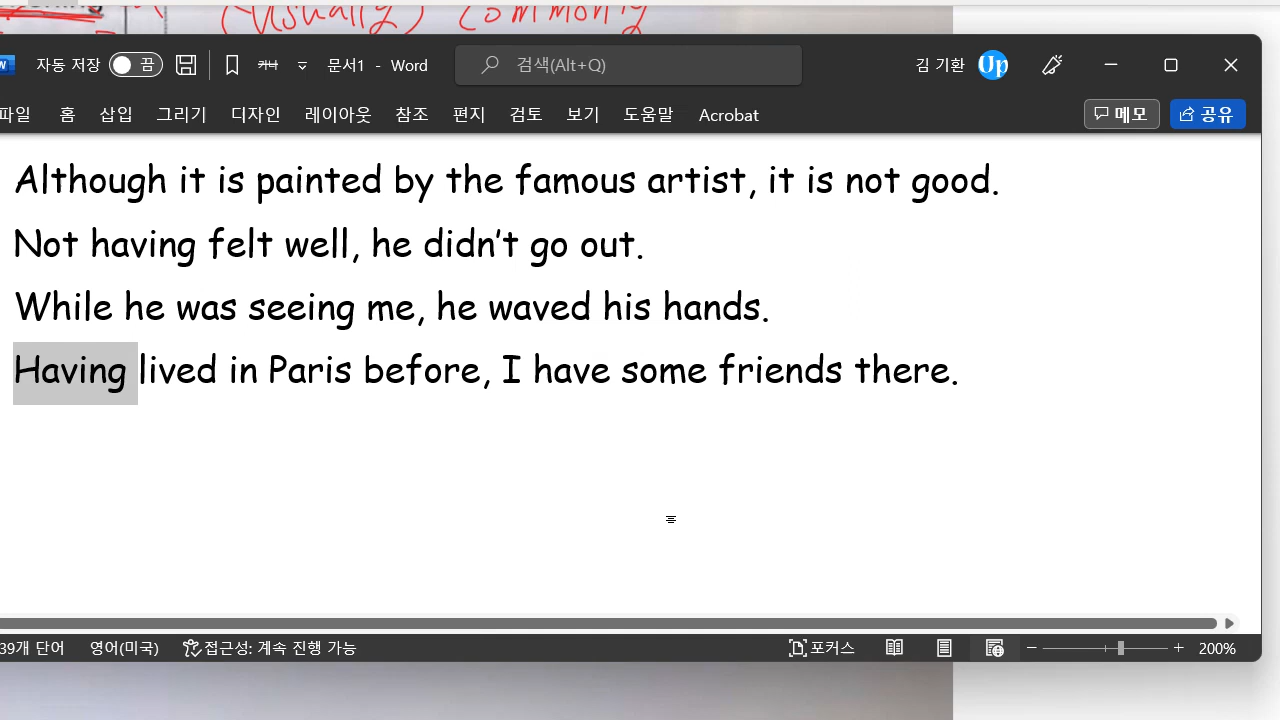 (usually) commonly
자동 저장 끔 가나 문서1 - Word 검색(Alt+Q) 김 기환 Up
파일 홈 삽입 그리기 디자인 레이아웃 참조 편지 검토 보기 도움말 Acrobat 메모 공유
Although it is painted by the famous artist, it is not good.
Not having felt well, he didn’t go out.
While he was seeing me, he waved his hands.
Having lived in Paris before, I have some friends there.
39개 단어 영어(미국) 접근성: 계속 진행 가능 포커스 200%